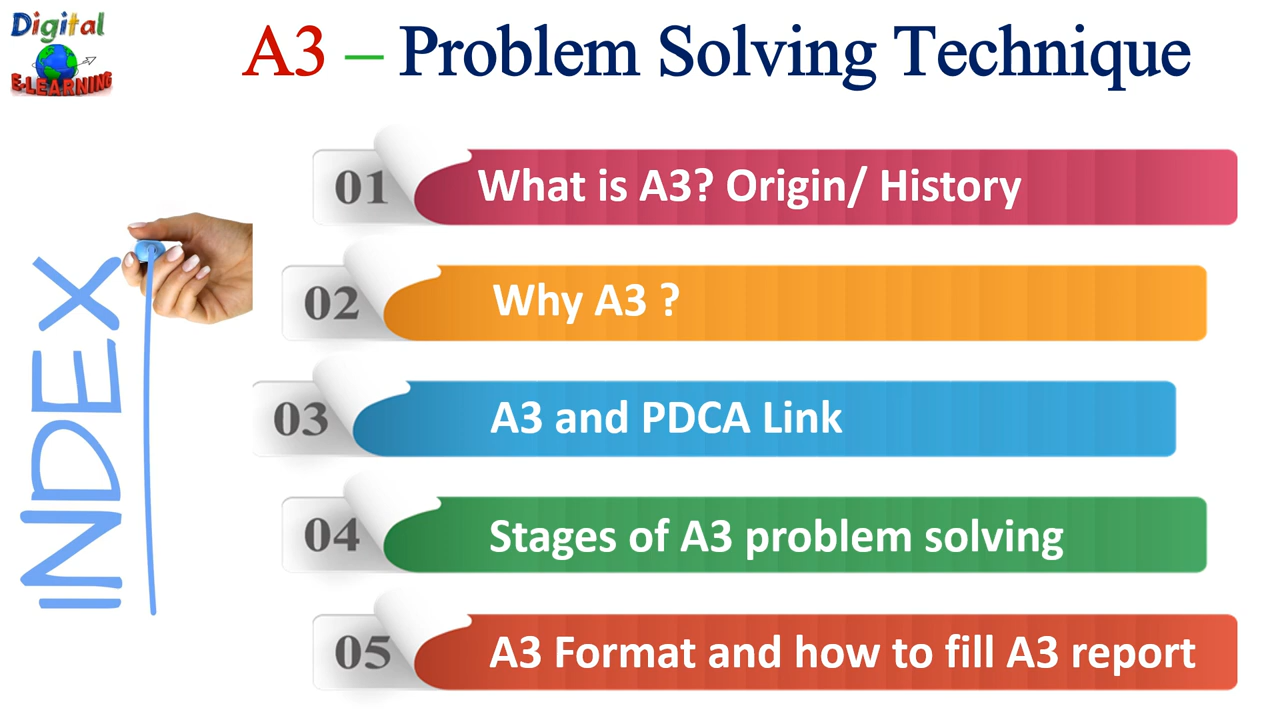 Digital
E-LEARNING
A3 – Problem Solving Technique
INDEX
01 What is A3? Origin/ History
02 Why A3 ?
03 A3 and PDCA Link
04 Stages of A3 problem solving
05 A3 Format and how to fill A3 report